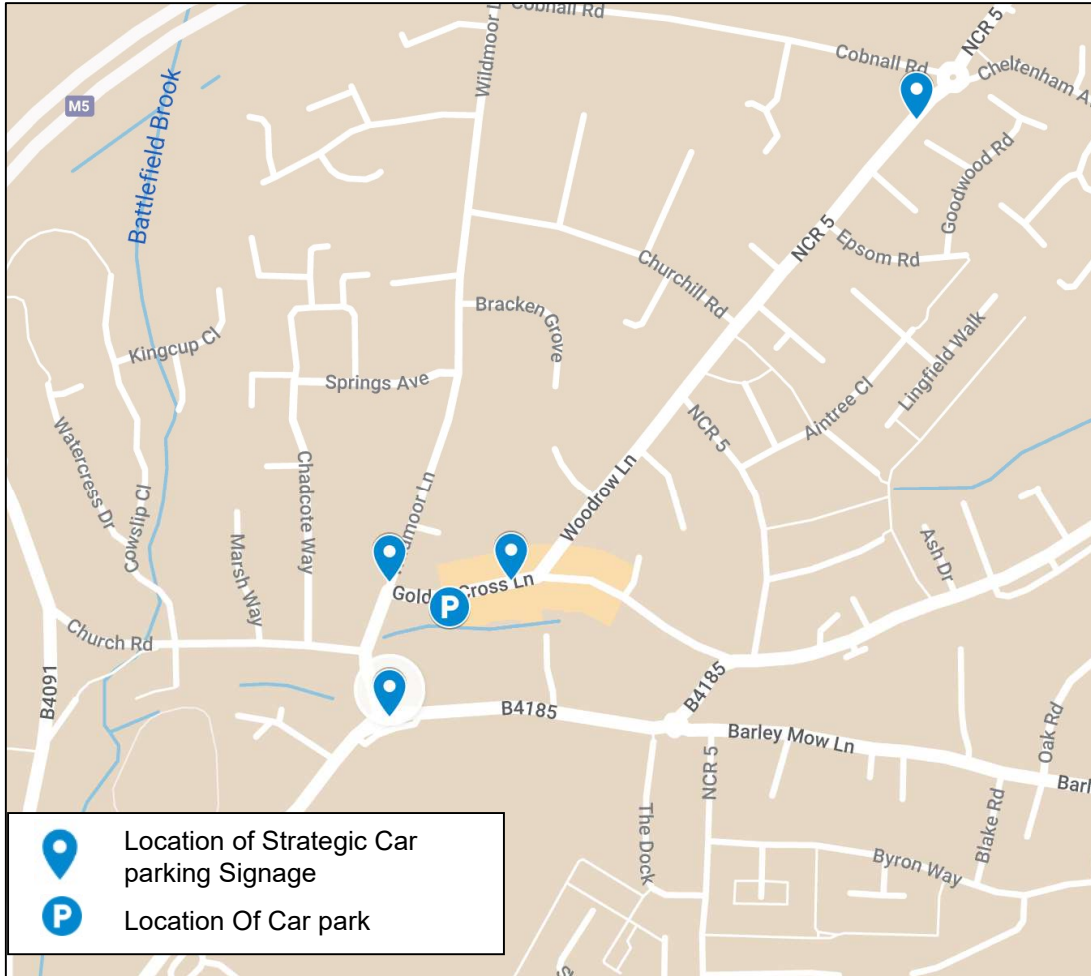 Cobnall Rd
NCR 5
Wildmoor L
Cobnall Rd
Cheltenham A
M5
Battlefield Brook
Goodwood Rd
NCR 5
Epsom Rd
Churchill Rd
Bracken Grove
Kingcup Cl
Lingfield Walk
Springs Ave
Aintree Cl
NCR 5
Watercress Dr
Cowslip Cl
Chadcote Way
Woodrow Ln
moor Ln
Marsh Way
Ash Dr
Gold
Cross Ln
P
Church Rd
B4091
B4185
B4185
Barley Mow Ln
Oak Rd
NCR 5
Barl
The Dock
Blake Rd
Byron Way
Location of Strategic Car
parking Signage
P
Location Of Car park